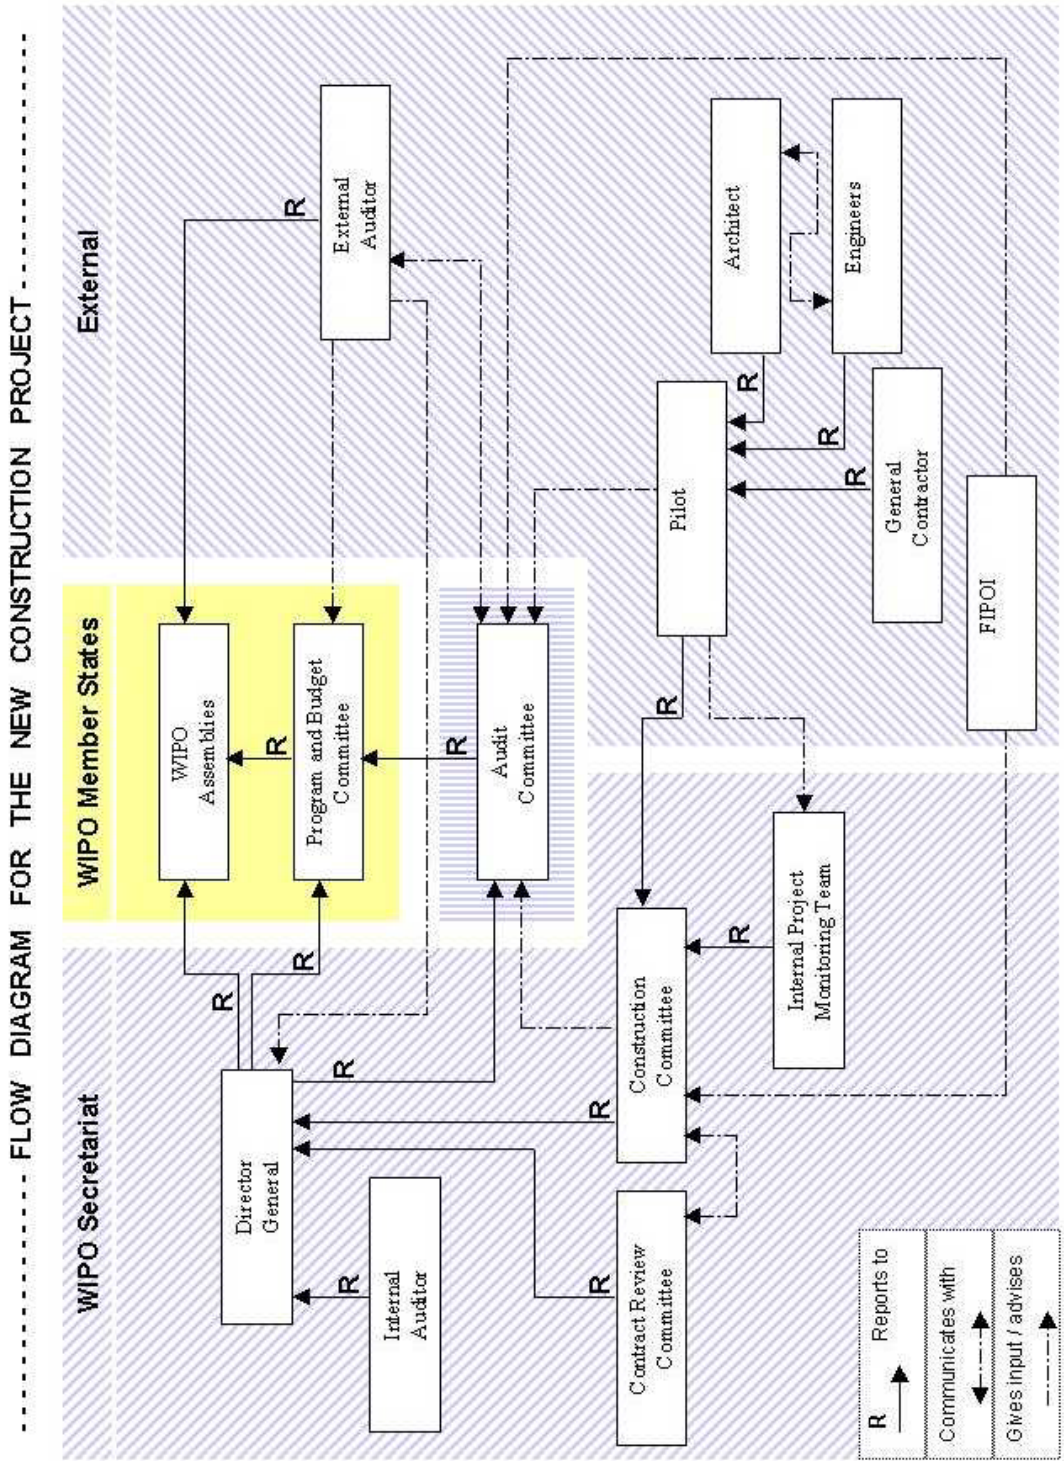 FLOW DIAGRAM FOR THE NEW CONSTRUCTION PROJECT
WIPO Secretariat
WIPO Member States
External
Director
General
R
R
WIPO
Assemblies
R
External
Auditor
Internal
Auditor
R
R
R
Program and Budget
Committee
R
Audit
Committee
R
Contract Review
Committee
R
Construction
Committee
R
R
Pilot
Architect
R
Engineers
R
Internal Project
Monitoring Team
R
General
Contractor
R
FIPOI
R
Reports to
Communicates with
Gives input / advises